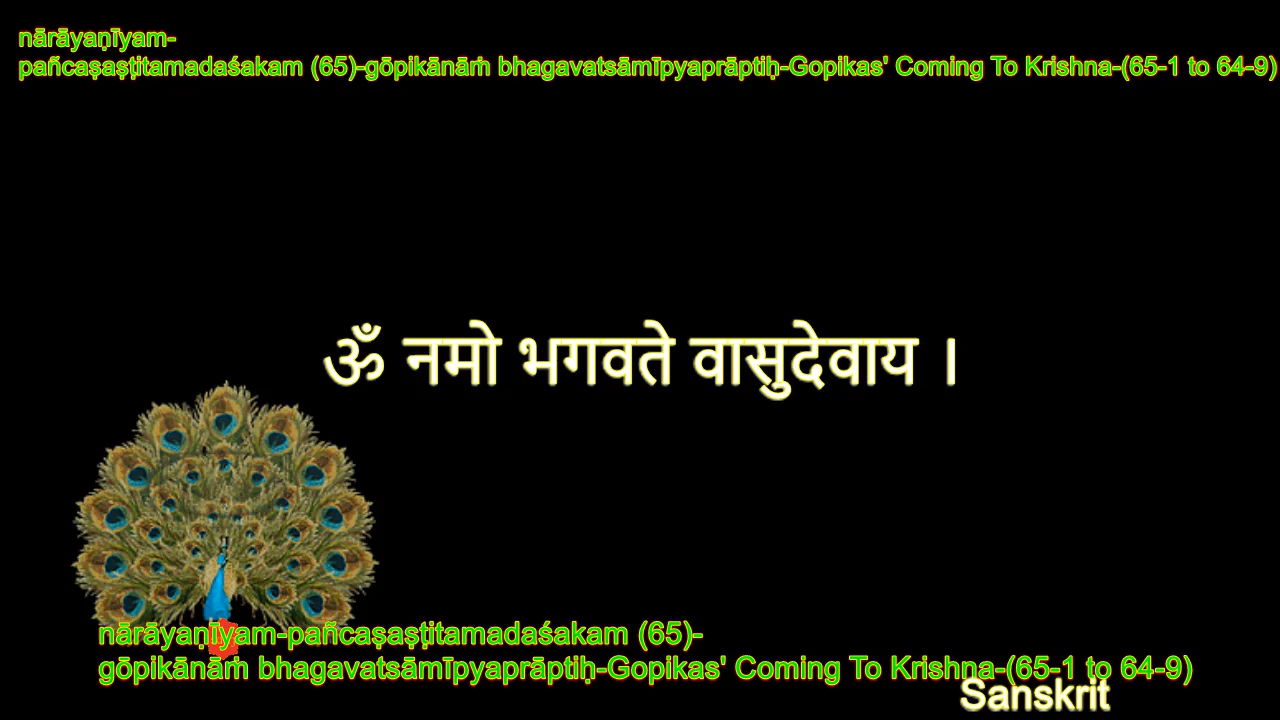 nārāyaṇīyam-
pañcaṣaṣṭitamadaśakam (65)-gōpikānāṁ bhagavatsāmīpyaprāptiḥ-Gopikas' Coming To Krishna-(65-1 to 64-9)
ॐ नमो भगवते वासुदेवाय ।
nārāyaṇīyam-pañcaṣaṣṭitamadaśakam (65)-
gōpikānāṁ bhagavatsāmīpyaprāptiḥ-Gopikas' Coming To Krishna-(65-1 to 64-9)
Sanskrit